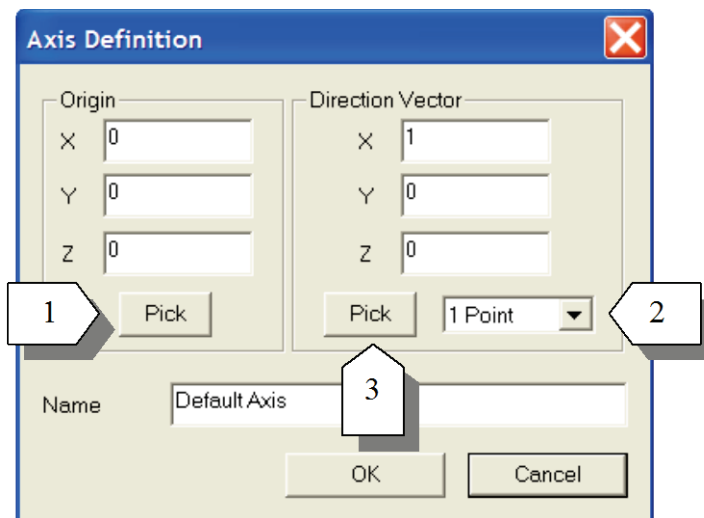 Axis Definition
Origin
Direction Vector
X 0
X 1
Y 0
Y 0
Z 0
Z 0
1
Pick
Pick
1 Point
2
3
Name
Default Axis
OK
Cancel